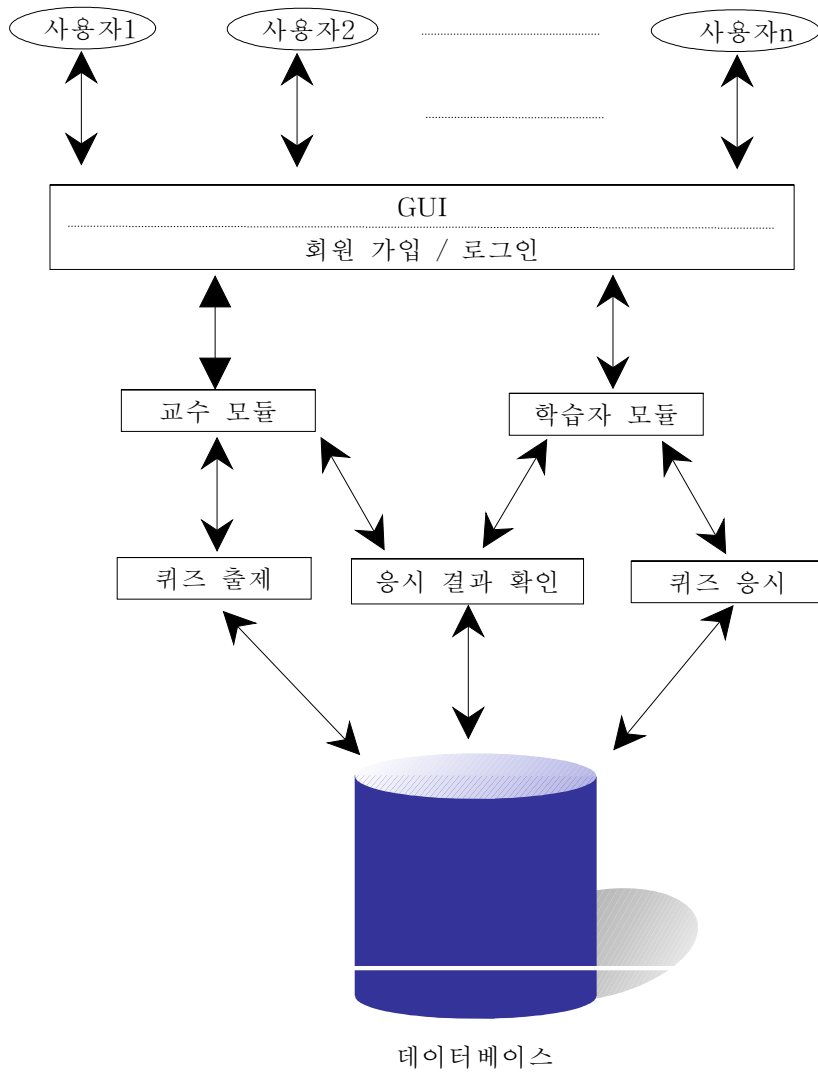 사용자1 사용자2 사용자n
GUI
회원 가입 / 로그인
교수 모듈 학습자 모듈
퀴즈 출제 응시 결과 확인 퀴즈 응시
데이터베이스